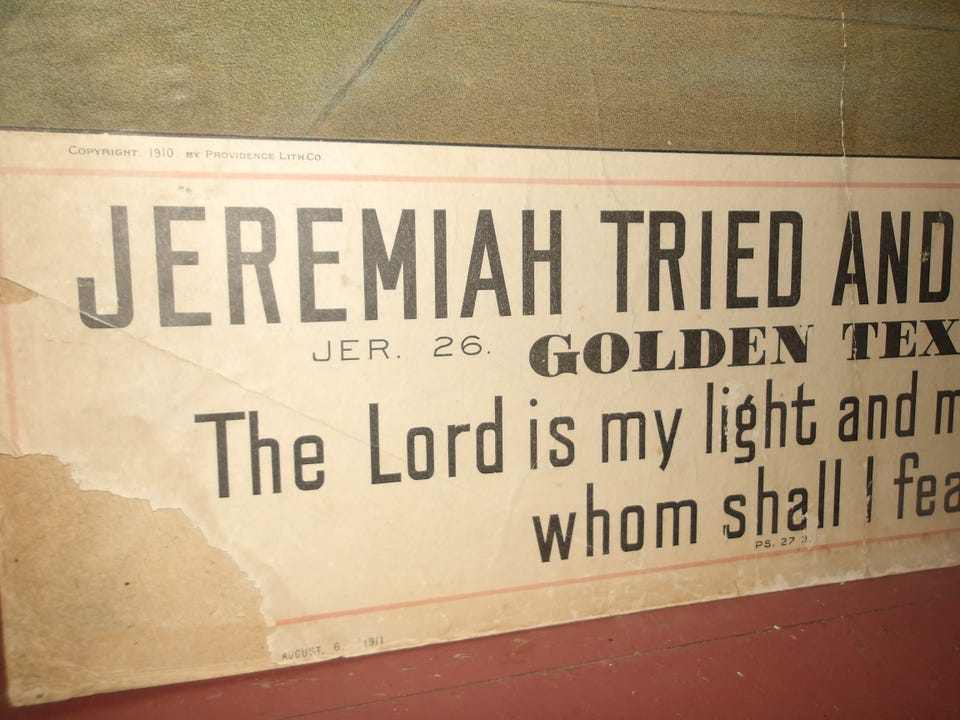 COPYRIGHT, 1910 BY PROVIDENCE LITH.CO.
JEREMIAH TRIED AND
JER. 26. GOLDEN TEX
The Lord is my light and m
whom shall I fea
PS. 27
AUGUST, 6 1911